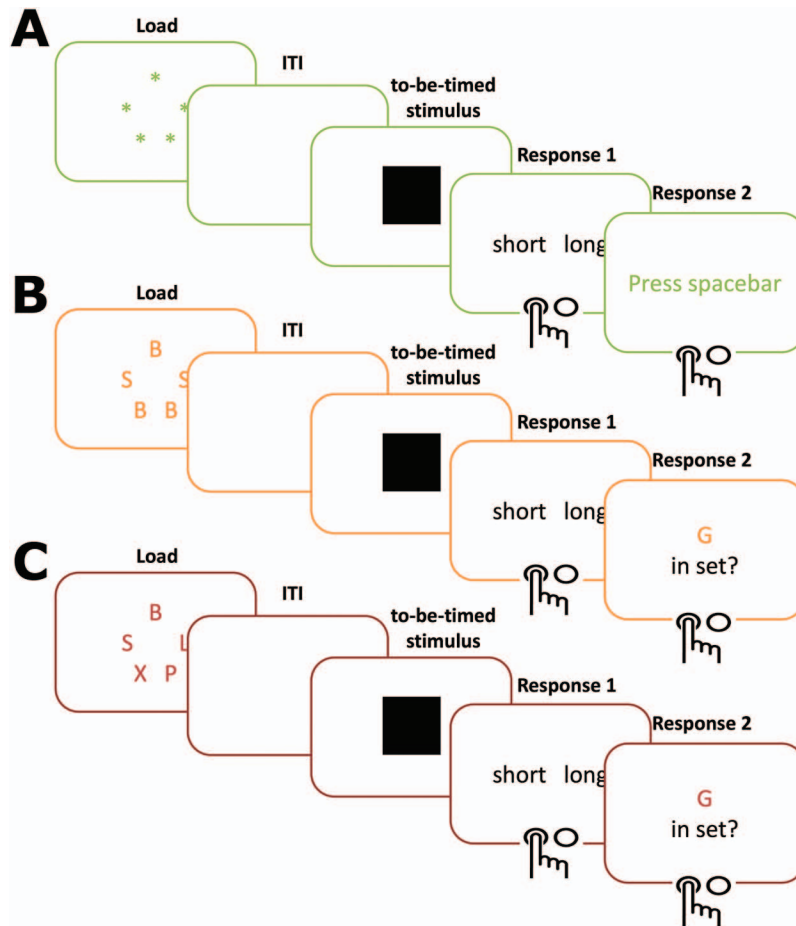 A
Load
* * * * *
ITI
to-be-timed
stimulus
Response 1
short long
Response 2
Press spacebar
B
Load
B
S S
B B
ITI
to-be-timed
stimulus
Response 1
short long
Response 2
G
in set?
C
Load
B
S L
X P
ITI
to-be-timed
stimulus
Response 1
short long
Response 2
G
in set?